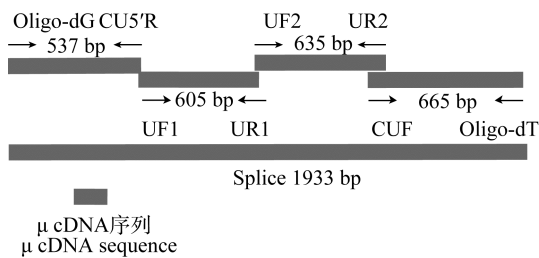 Oligo-dG CU5′R UF2 UR2
537 bp 635 bp
605 bp 665 bp
UF1 UR1 CUF Oligo-dT
Splice 1933 bp
μ cDNA序列
μ cDNA sequence